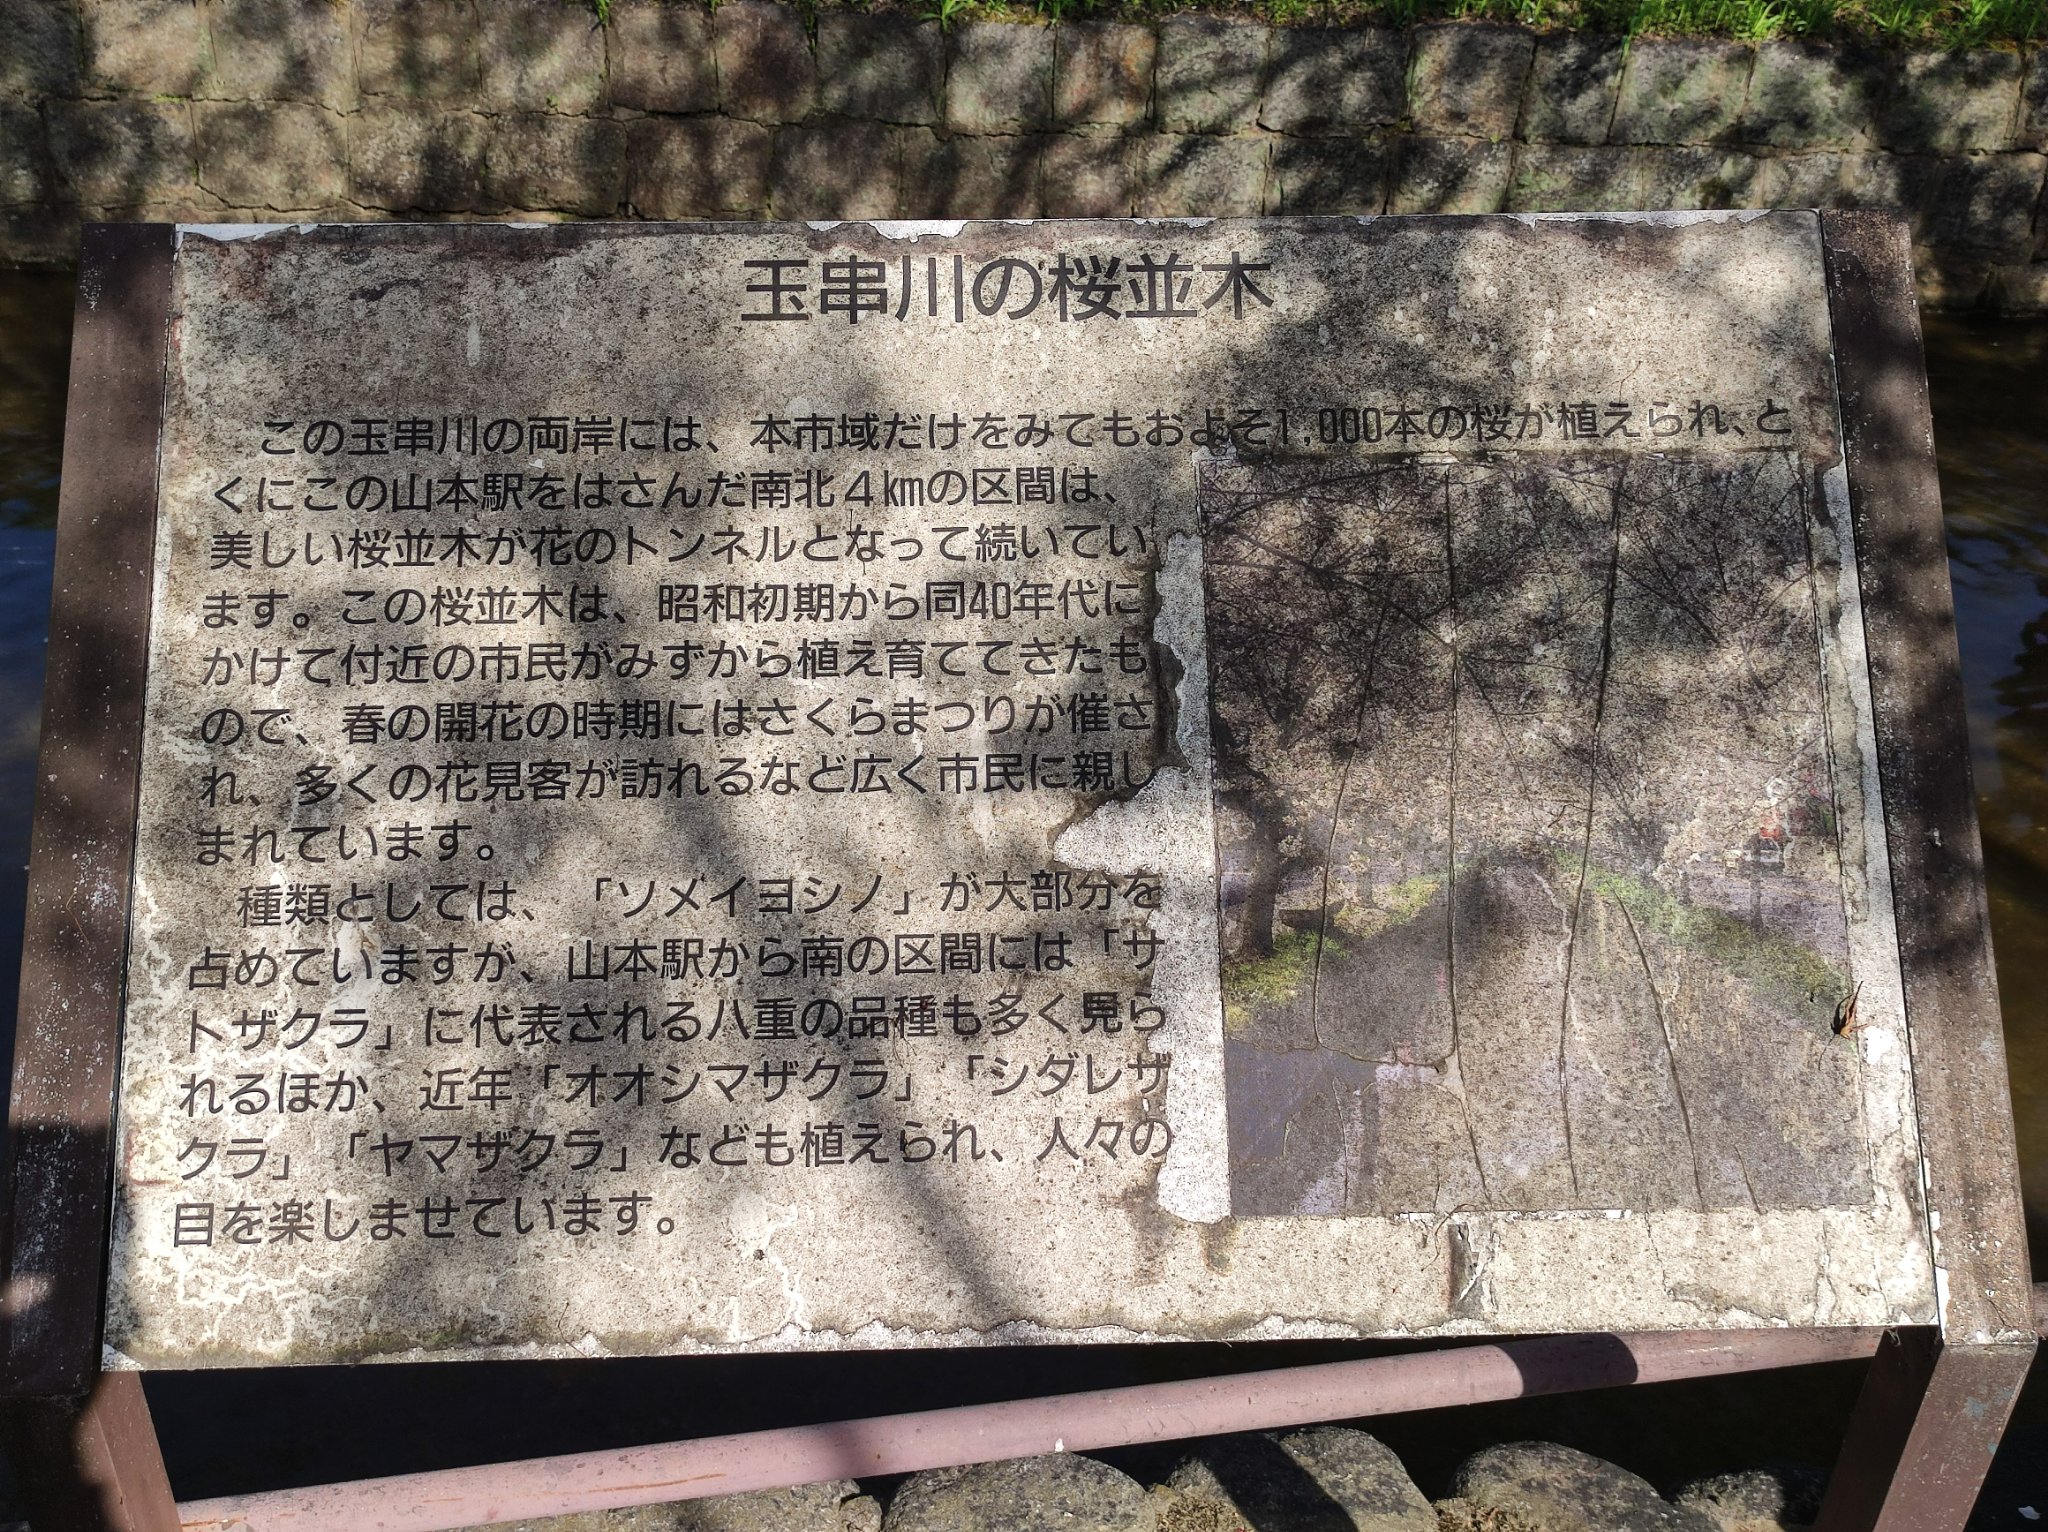 玉串川の桜並木
この玉串川の両岸には、本市域だけをみてもおよそ1,000本の桜が植えられ、と
くにこの山本駅をはさんだ南北4kmの区間は、
美しい桜並木が花のトンネルとなって続いてい
ます。この桜並木は、昭和初期から同40年代に
かけて付近の市民がみずから植え育ててきたも
ので、春の開花の時期にはさくらまつりが催さ
れ、多くの花見客が訪れるなど広く市民に親し
まれています。
種類としては、「ソメイヨシノ」が大部分を
占めていますが、山本駅から南の区間には「サ
トザクラ」に代表される八重の品種も多く見ら
れるほか、近年「オオシマザクラ」「シダレザ
クラ」「ヤマザクラ」なども植えられ、人々の
目を楽しませています。